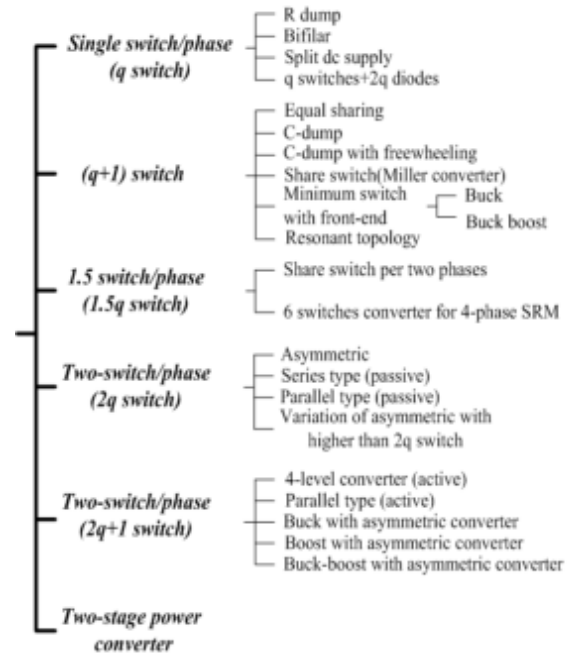 Single switch/phase
(q switch)
R dump
Bifilar
Split dc supply
q switches+2q diodes
(q+1) switch
Equal sharing
C-dump
C-dump with freewheeling
Share switch(Miller converter)
Minimum switch
with front-end
Buck
Buck boost
Resonant topology
1.5 switch/phase
(1.5q switch)
Share switch per two phases
6 switches converter for 4-phase SRM
Two-switch/phase
(2q switch)
Asymmetric
Series type (passive)
Parallel type (passive)
Variation of asymmetric with
higher than 2q switch
Two-switch/phase
(2q+1 switch)
4-level converter (active)
Parallel type (active)
Buck with asymmetric converter
Boost with asymmetric converter
Buck-boost with asymmetric converter
Two-stage power
converter